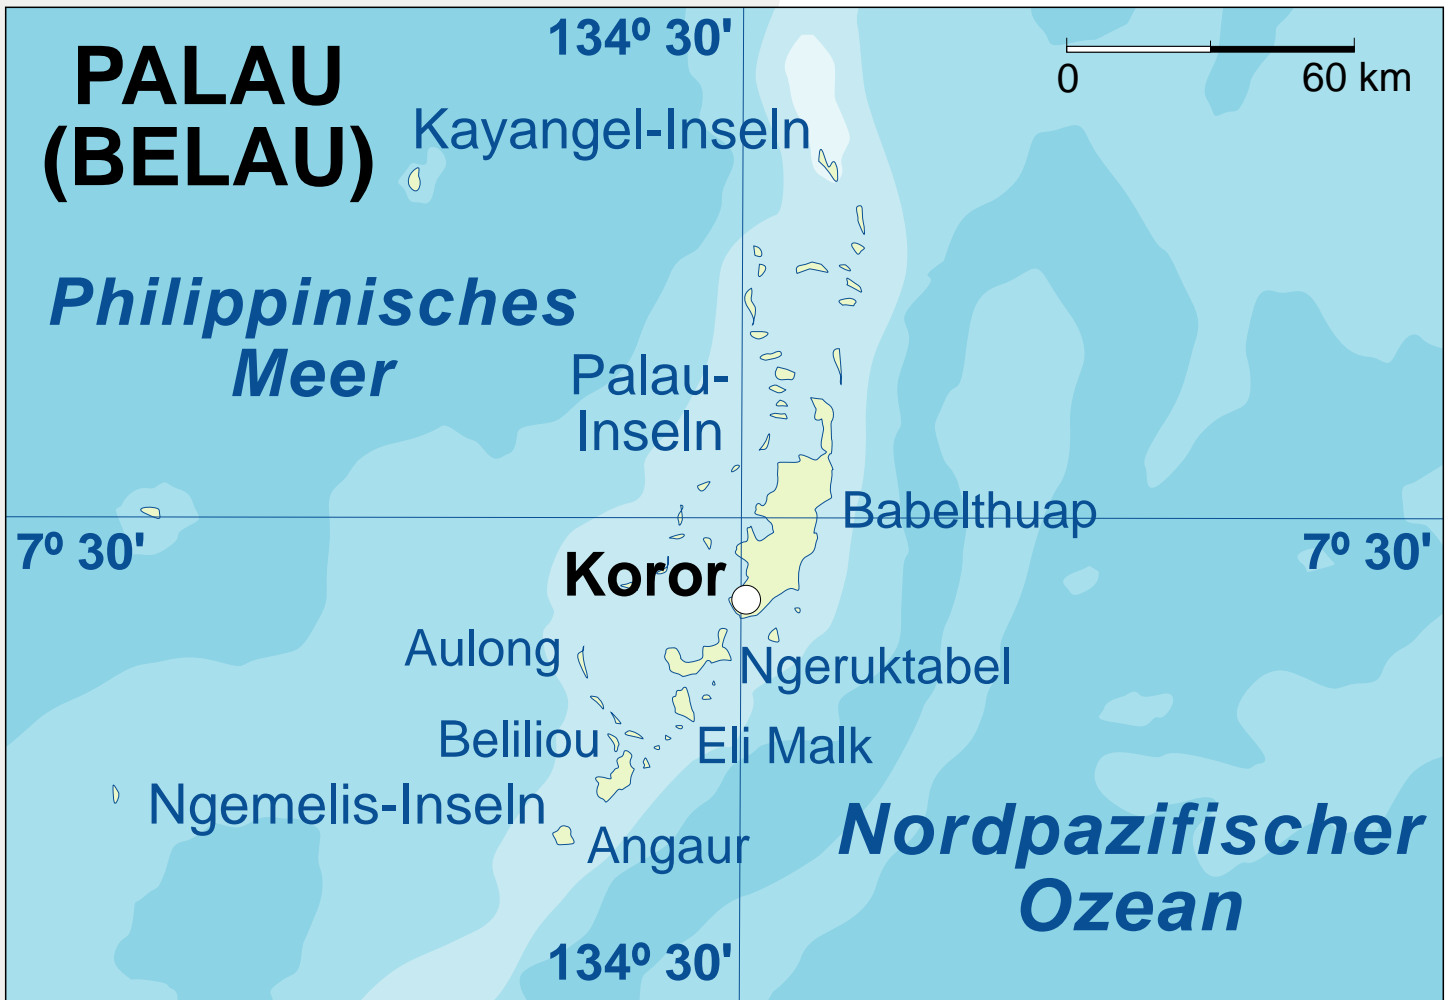 PALAU
(BELAU)
134º 30'
0
60 km
Kayangel-Inseln
Philippinisches
Meer
Palau-
Inseln
Babelthuap
7º 30'
7º 30'
Koror
Aulong
Ngeruktabel
Beliliou
Eli Malk
Ngemelis-Inseln
Angaur
Nordpazifischer
Ozean
134º 30'